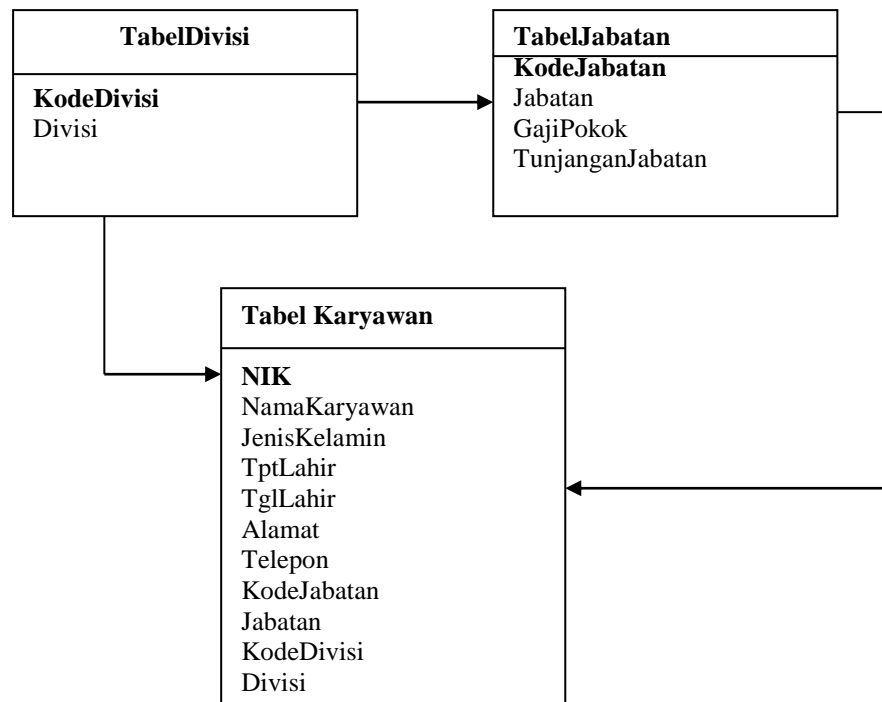 TabelDivisi
KodeDivisi
Divisi
TabelJabatan
KodeJabatan
Jabatan
GajiPokok
TunjanganJabatan
Tabel Karyawan
NIK
NamaKaryawan
JenisKelamin
TptLahir
TglLahir
Alamat
Telepon
KodeJabatan
Jabatan
KodeDivisi
Divisi